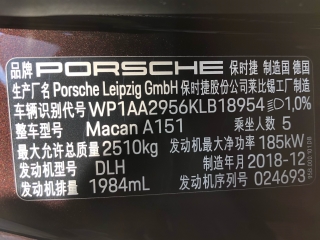 品牌 PORSCHE 保时捷 制造国 德国
生产厂名 Porsche Leipzig GmbH 保时捷股份公司莱比锡工厂制造
车辆识别代号 WP1AA2956KLB18954 1,0%
整车型号 Macan A151 乘坐人数 5
最大允许总质量 2510kg 发动机最大净功率 185kW
发动机型号 DLH 制造年月 2018-12
发动机排量 1984mL 发动机序列号 024693